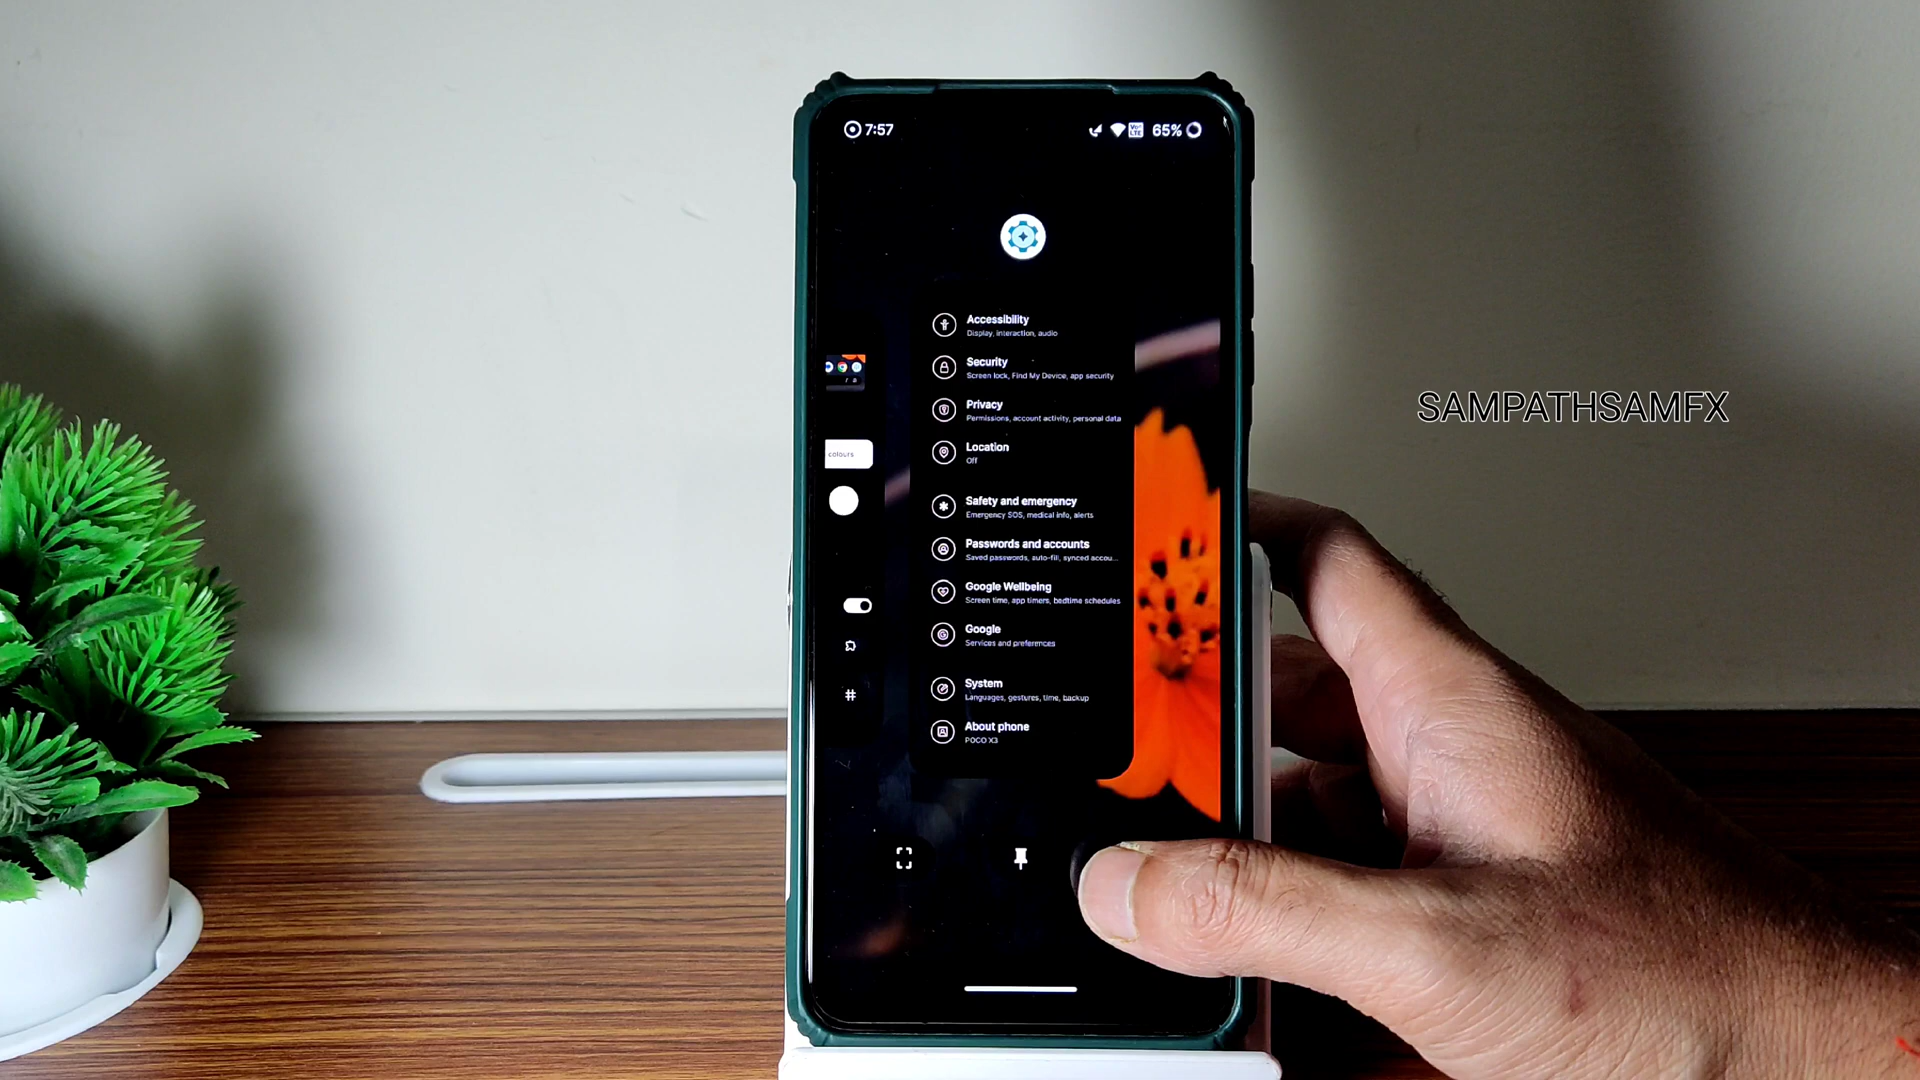 7:57
Vo
LTE
65%
Accessibility
Display, interaction, audio
Security
Screen lock, Find My Device, app security
Privacy
Permissions, account activity, personal data
Location
Off
colours
Safety and emergency
Emergency SOS, medical info, alerts
Passwords and accounts
Saved passwords, auto-fill, synced accou...
Google Wellbeing
Screen time, app timers, bedtime schedules
Google
Services and preferences
System
Languages, gestures, time, backup
About phone
POCO X3
SAMPATHSAMFX